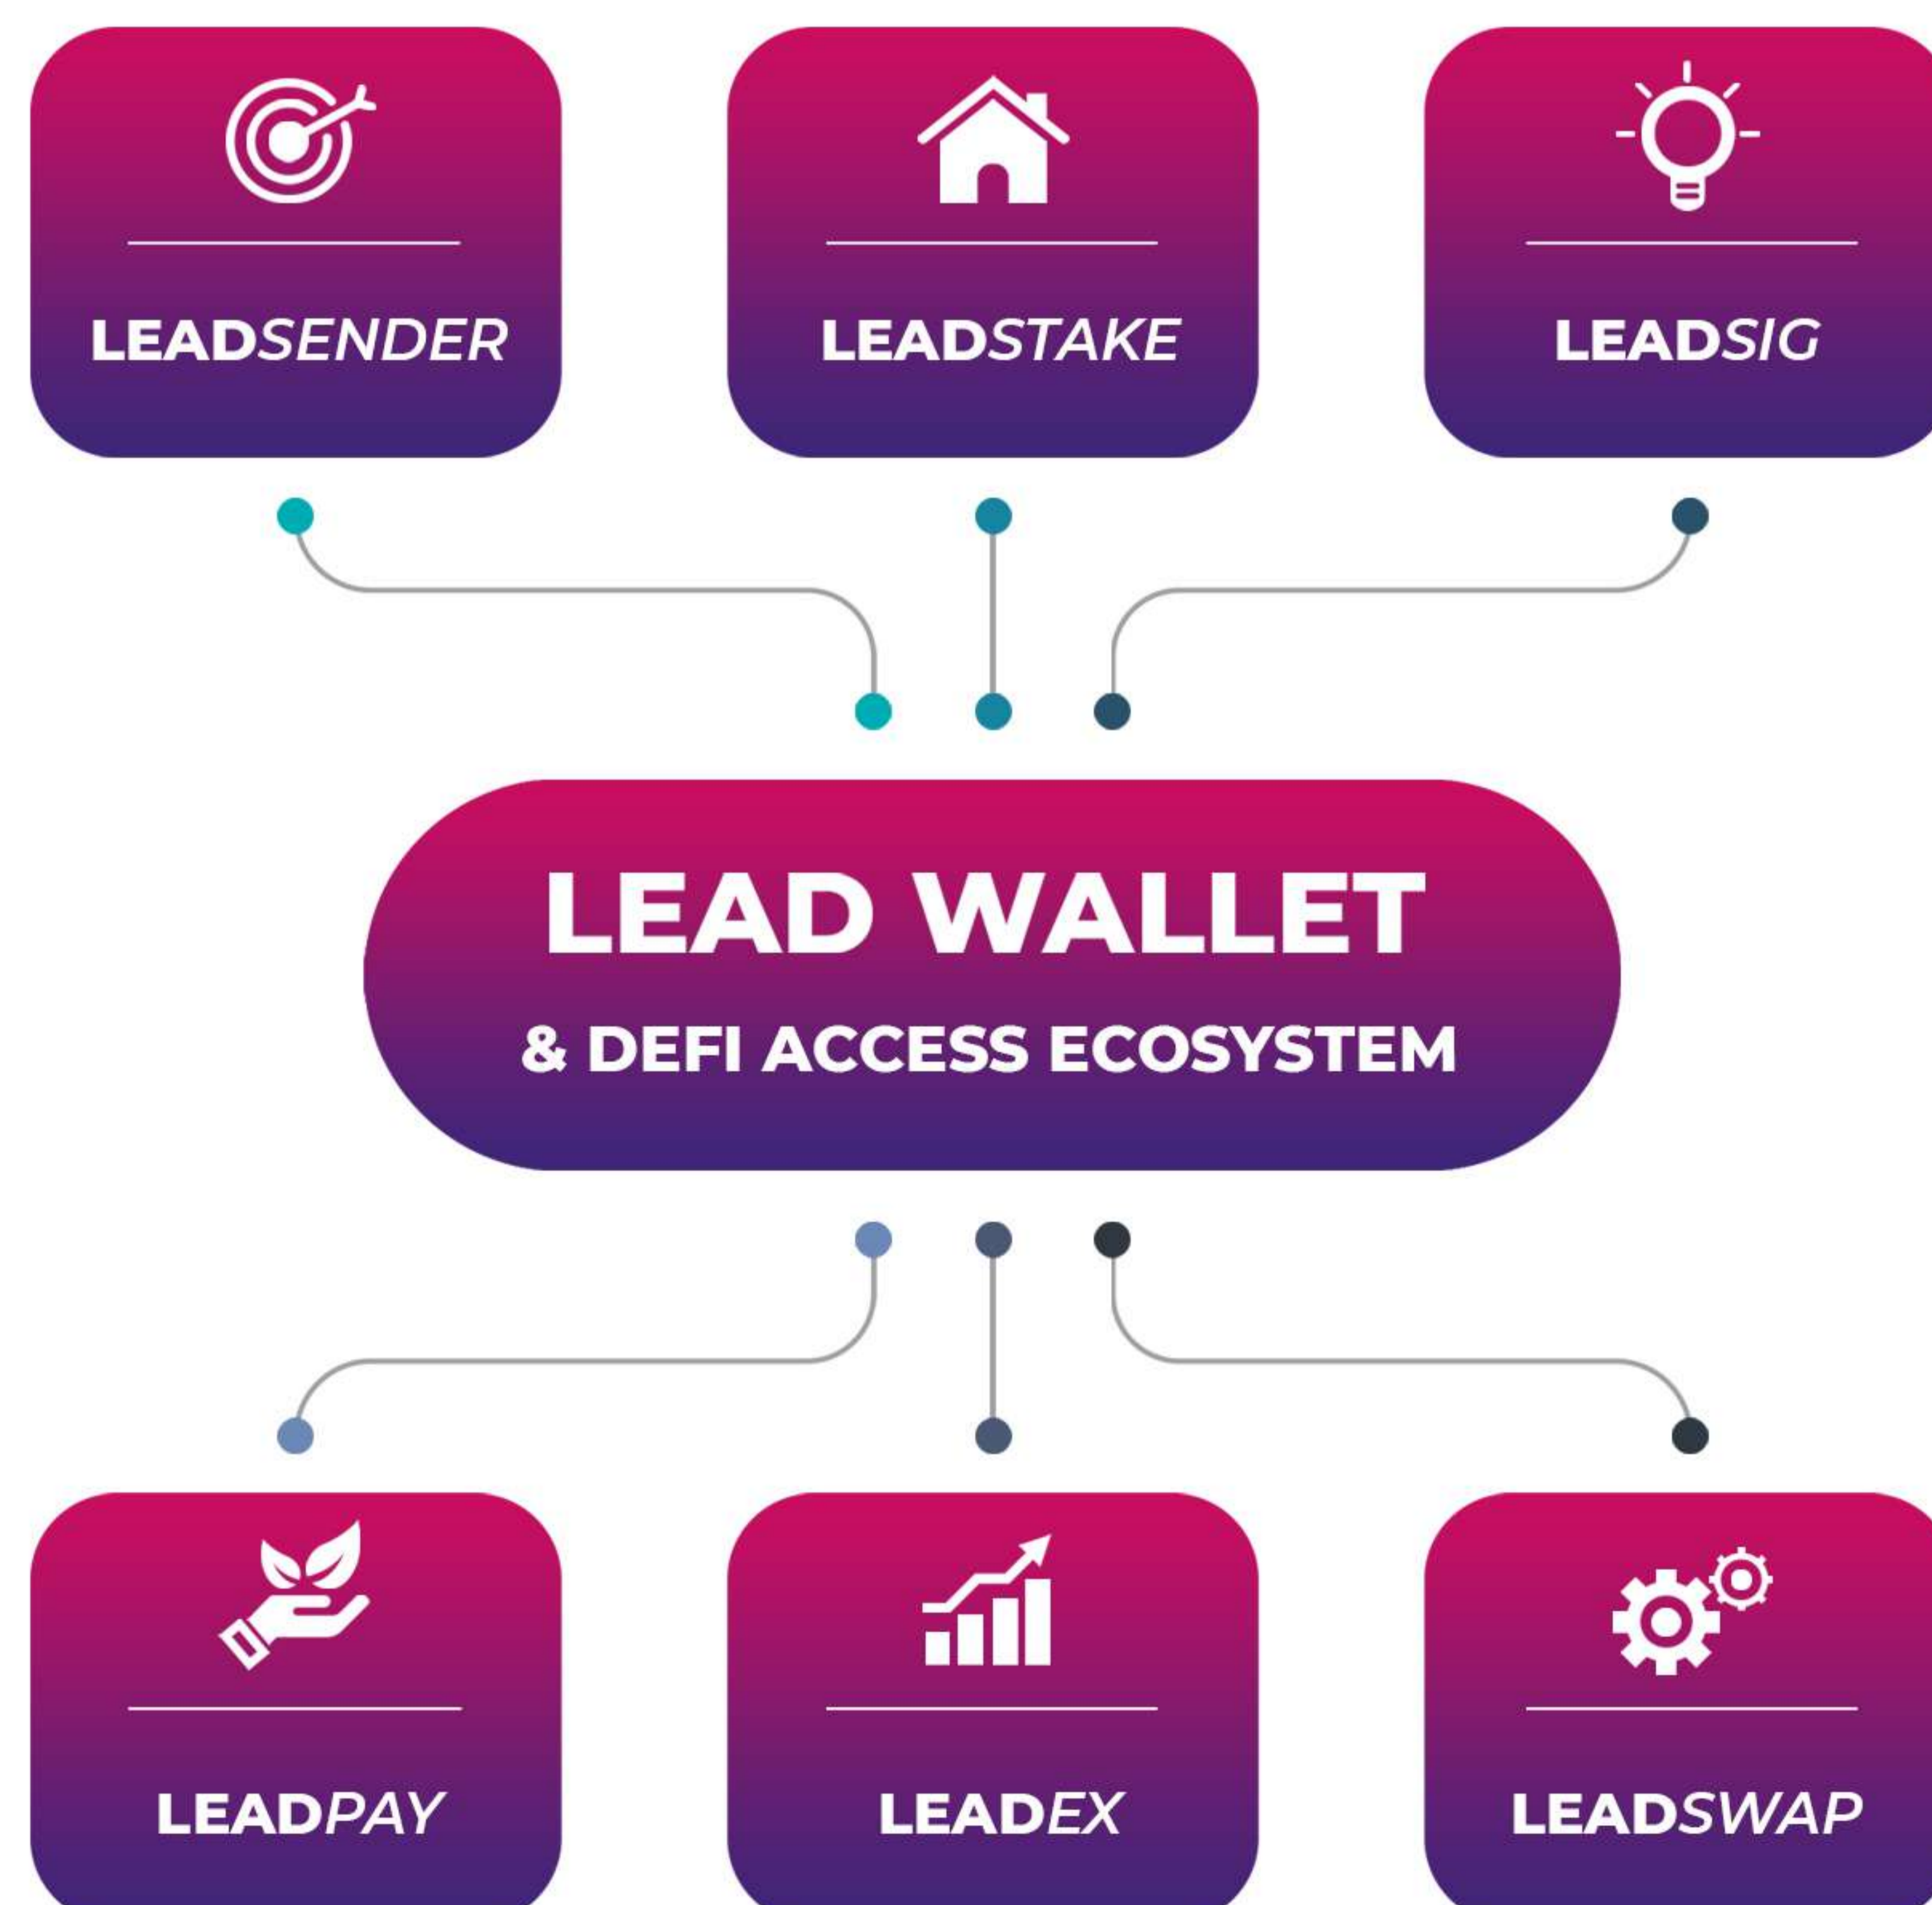 LEADSENDER
LEADSTAKE
LEADSIG
LEAD WALLET
& DEFI ACCESS ECOSYSTEM
LEADPAY
LEADEX
LEADSWAP